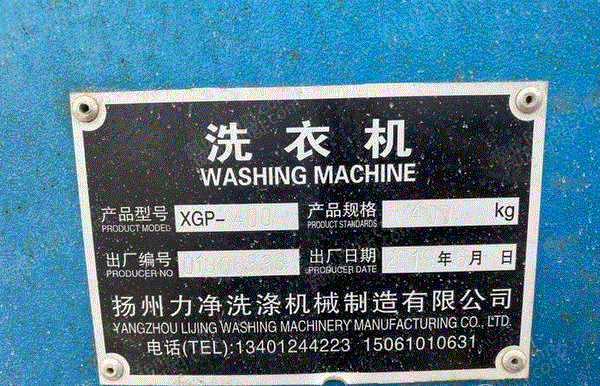 洗衣机
WASHING MACHINE
产品型号 XGP- 产品规格 kg
PRODUCT MODEL PRODUCT STANDARDS
出厂编号 出厂日期 年 月 日
PRODUCER NO PRODUCER DATE
扬州力净洗涤机械制造有限公司
YANGZHOU LIJING WASHING MACHINERY MANUFACTURING CO., LTD.
电话(TEL):13401244223 15061010631